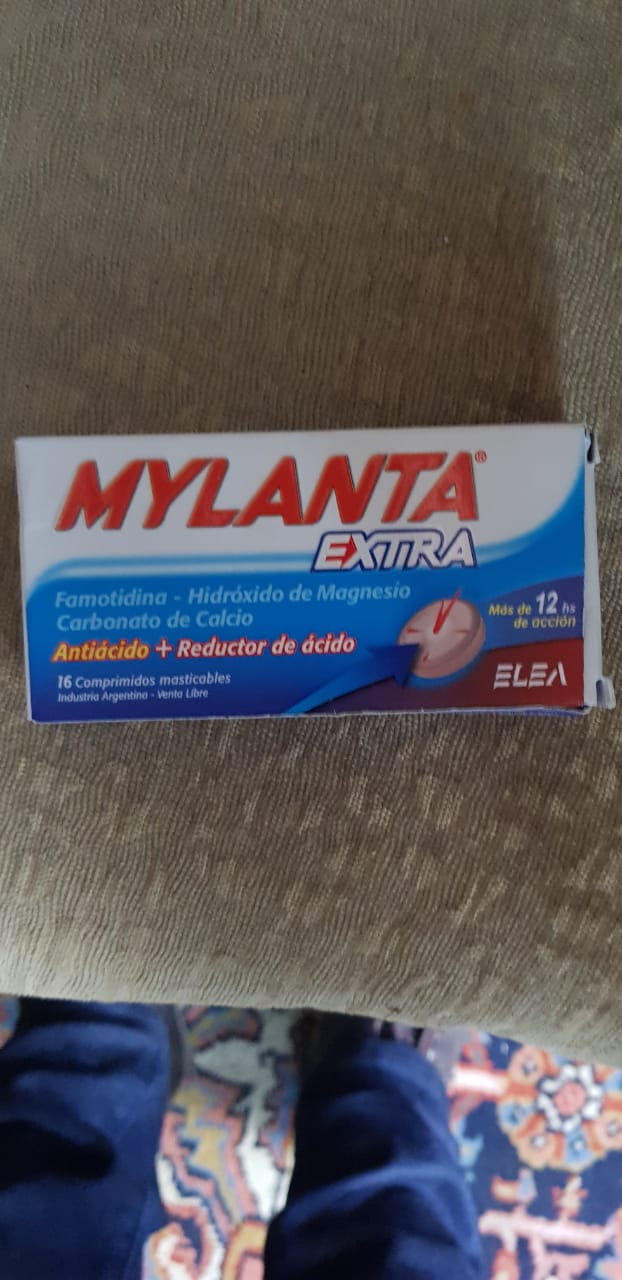 MYLANTA®
EXTRA
Famotidina - Hidróxido de Magnesio
Carbonato de Calcio
Antiácido + Reductor de ácido
16 Comprimidos masticables
Industria Argentina - Venta Libre
Más de 12 hs
de acción
ELEA